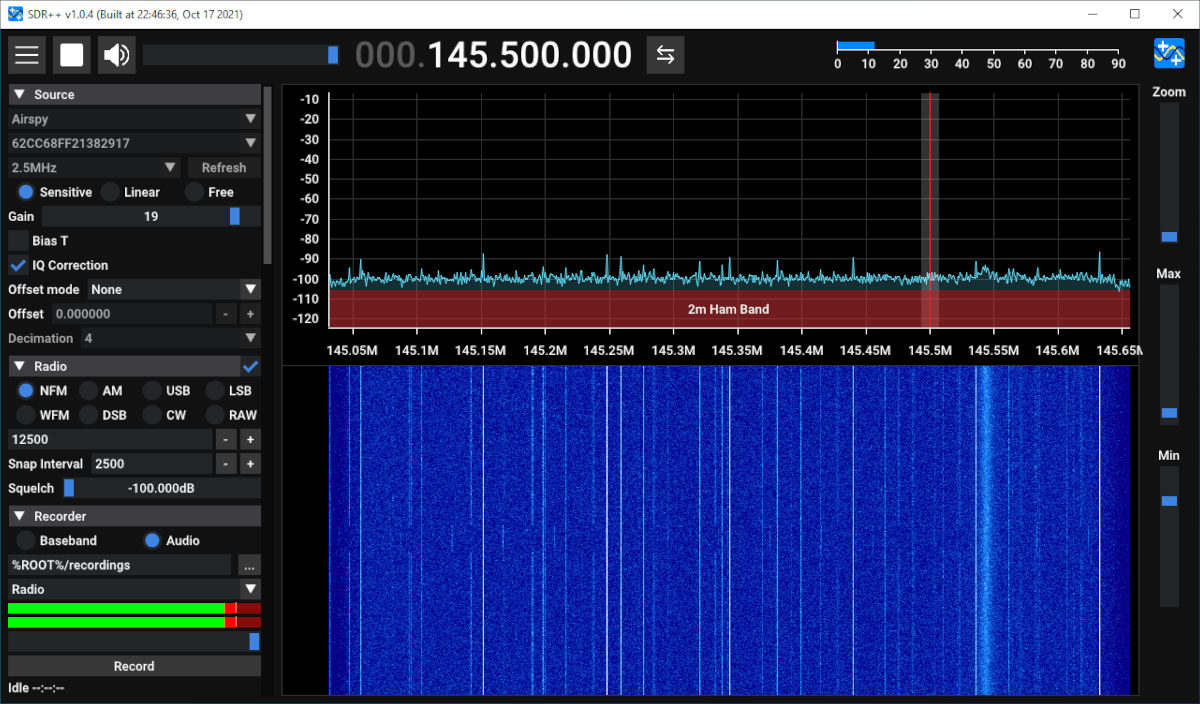 SDR++ v1.0.4 (Built at 22:46:36, Oct 17 2021)
000.145.500.000
0 10 20 30 40 50 60 70 80 90
Source
Airspy
62CC68FF21382917
2.5MHz Refresh
Sensitive Linear Free
Gain 19
Bias T
IQ Correction
Offset mode None
Offset 0.000000 - +
Decimation 4
Radio
NFM AM USB LSB
WFM DSB CW RAW
12500 - +
Snap Interval 2500 - +
Squelch -100.000dB
Recorder
Baseband Audio
%ROOT%/recordings ...
Radio
Record
Idle --:--:--
-10
-20
-30
-40
-50
-60
-70
-80
-90
-100
-110
-120
2m Ham Band
145.05M 145.1M 145.15M 145.2M 145.25M 145.3M 145.35M 145.4M 145.45M 145.5M 145.55M 145.6M 145.65M
Zoom
Max
Min